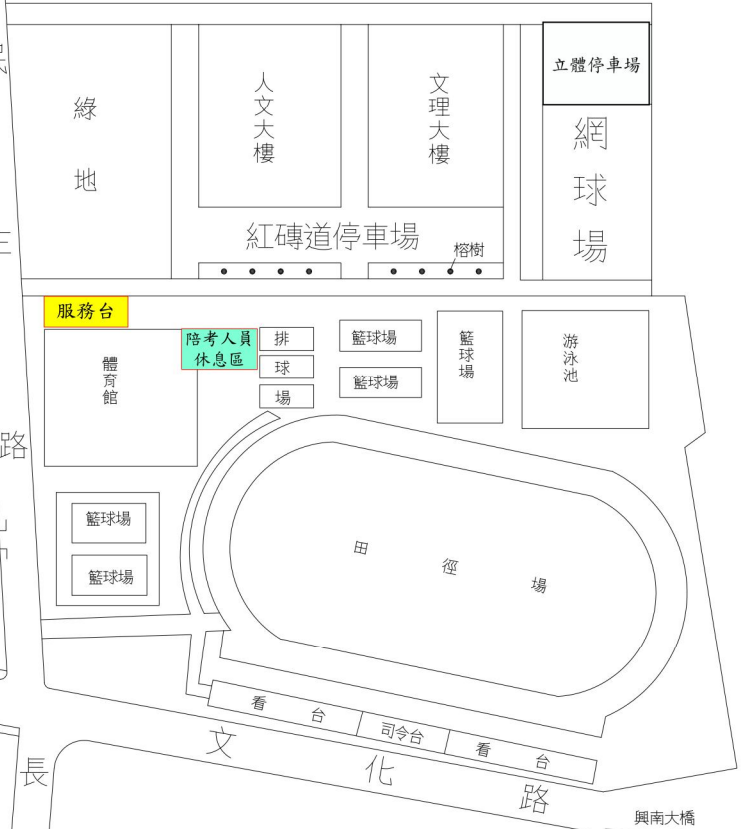 立體停車場
綠地
人文大樓
文理大樓
網球場
紅磚道停車場
榕樹
服務台
陪考人員
休息區
體育館
排
球
場
籃球場
籃球場
籃球場
游泳池
籃球場
籃球場
田徑場
路
看台
司令台
看台
文化路
長
興南大橋